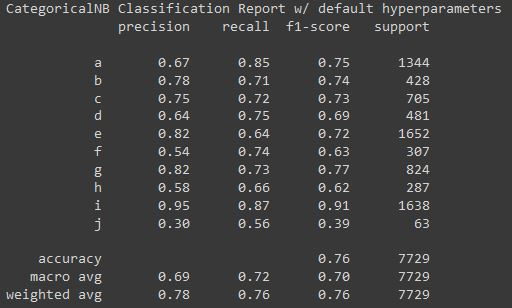 CategoricalNB Classification Report w/ default hyperparameters
precision recall f1-score support
a 0.67 0.85 0.75 1344
b 0.78 0.71 0.74 428
c 0.75 0.72 0.73 705
d 0.64 0.75 0.69 481
e 0.82 0.64 0.72 1652
f 0.54 0.74 0.63 307
g 0.82 0.73 0.77 824
h 0.58 0.66 0.62 287
i 0.95 0.87 0.91 1638
j 0.30 0.56 0.39 63
accuracy 0.76 7729
macro avg 0.69 0.72 0.70 7729
weighted avg 0.78 0.76 0.76 7729